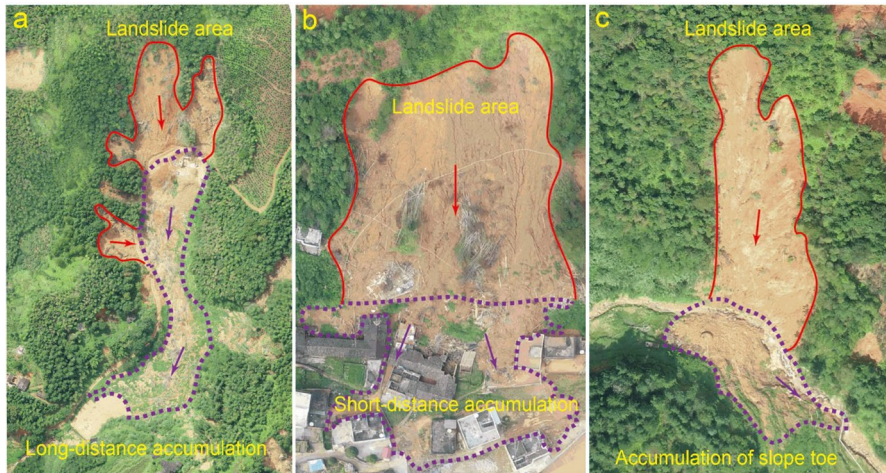 a
Landslide area
Long-distance accumulation
b
Landslide area
Short-distance accumulation
c
Landslide area
Accumulation of slope toe